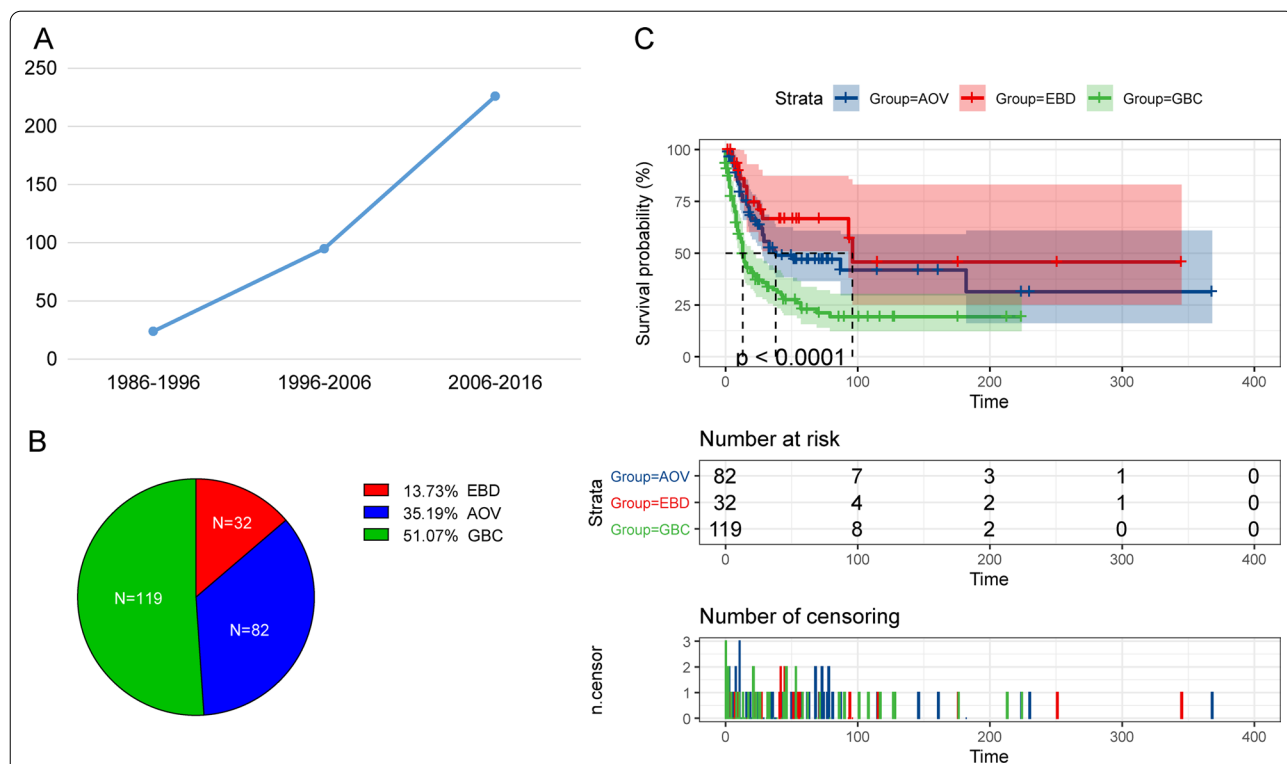 A
250
200
150
100
50
0
1986-1996 1996-2006 2006-2016
B
N=32
N=119
N=82
13.73% EBD
35.19% AOV
51.07% GBC
C
Strata Group=AOV Group=EBD Group=GBC
Survival probability (%)
100
75
50
25
0
p < 0.0001
0 100 200 300 400
Time
Number at risk
Strata
Group=AOV 82 7 3 1 0
Group=EBD 32 4 2 1 0
Group=GBC 119 8 2 0 0
0 100 200 300 400
Time
Number of censoring
n.censor
3
2
1
0
0 100 200 300 400
Time